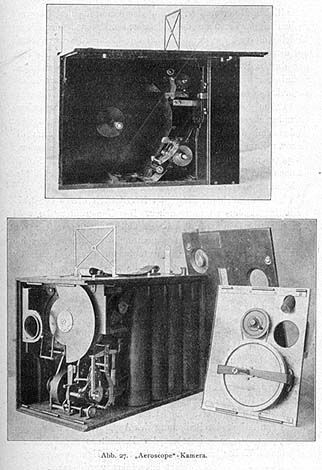 Abb. 27. „Aeroscope“-Kamera.